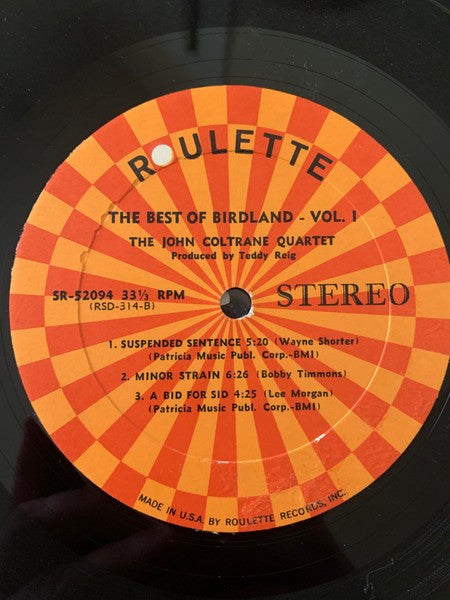 ROULETTE
THE BEST OF BIRDLAND - VOL. 1
THE JOHN COLTRANE QUARTET
Produced by Teddy Reig
SR-52094 33⅓ RPM
(RSD-314-B)
STEREO
1. SUSPENDED SENTENCE 5:20 (Wayne Shorter)
(Patricia Music Publ. Corp.-BMI)
2. MINOR STRAIN 6:26 (Bobby Timmons)
3. A BID FOR SID 4:25 (Lee Morgan)
(Patricia Music Publ. Corp.-BMI)
MADE IN U.S.A. BY ROULETTE RECORDS, INC.